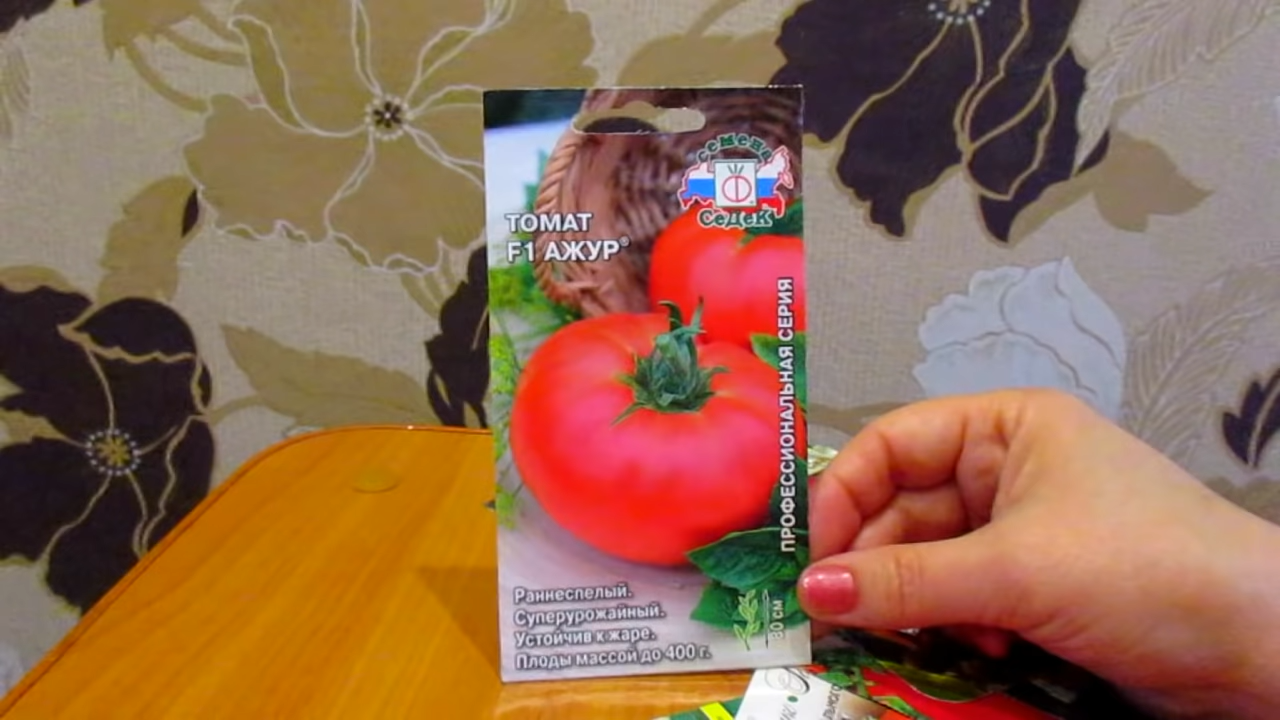 семена
СеДеК
ТОМАТ
F1 АЖУР®
ПРОФЕССИОНАЛЬНАЯ СЕРИЯ
Раннеспелый.
Суперурожайный.
Устойчив к жаре.
Плоды массой до 400 г.
80 см